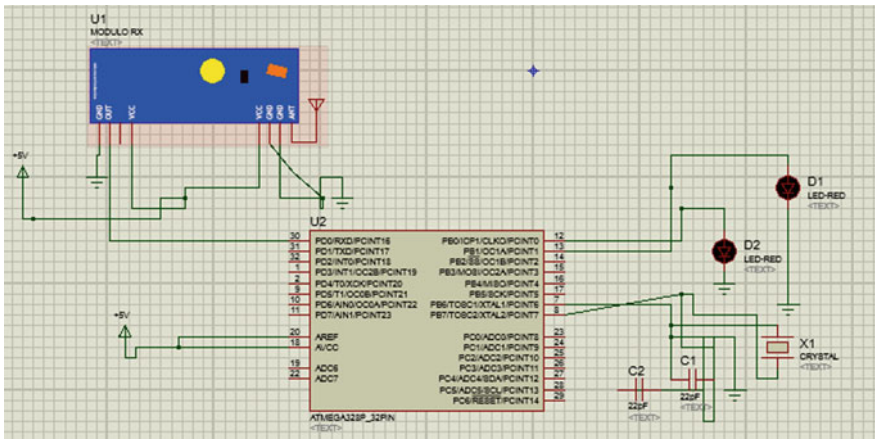 U1
MODULO RX
<TEXT>
GND
OUT
VCC
VCC
GND
GND
ANT
+5V
U2
30 PD0/RXD/PCINT16
31 PD1/TXD/PCINT17
32 PD2/INT0/PCINT18
1 PD3/INT1/OC2B/PCINT19
2 PD4/T0/XCK/PCINT20
9 PD5/T1/OC0B/PCINT21
10 PD6/AIN0/OC0A/PCINT22
11 PD7/AIN1/PCINT23
20 AREF
18 AVCC
19 ADC6
22 ADC7
PB0/ICP1/CLKO/PCINT0 12
PB1/OC1A/PCINT1 13
PB2/SS/OC1B/PCINT2 14
PB3/MOSI/OC2A/PCINT3 15
PB4/MISO/PCINT4 16
PB5/SCK/PCINT5 17
PB6/TOSC1/XTAL1/PCINT6 7
PB7/TOSC2/XTAL2/PCINT7 8
PC0/ADC0/PCINT8 23
PC1/ADC1/PCINT9 24
PC2/ADC2/PCINT10 25
PC3/ADC3/PCINT11 26
PC4/ADC4/SDA/PCINT12 27
PC5/ADC5/SCL/PCINT13 28
PC6/RESET/PCINT14 29
ATMEGA328P_32PIN
<TEXT>
+5V
D1
LED-RED
<TEXT>
D2
LED-RED
<TEXT>
X1
CRYSTAL
<TEXT>
C2
22pF
<TEXT>
C1
22pF
<TEXT>